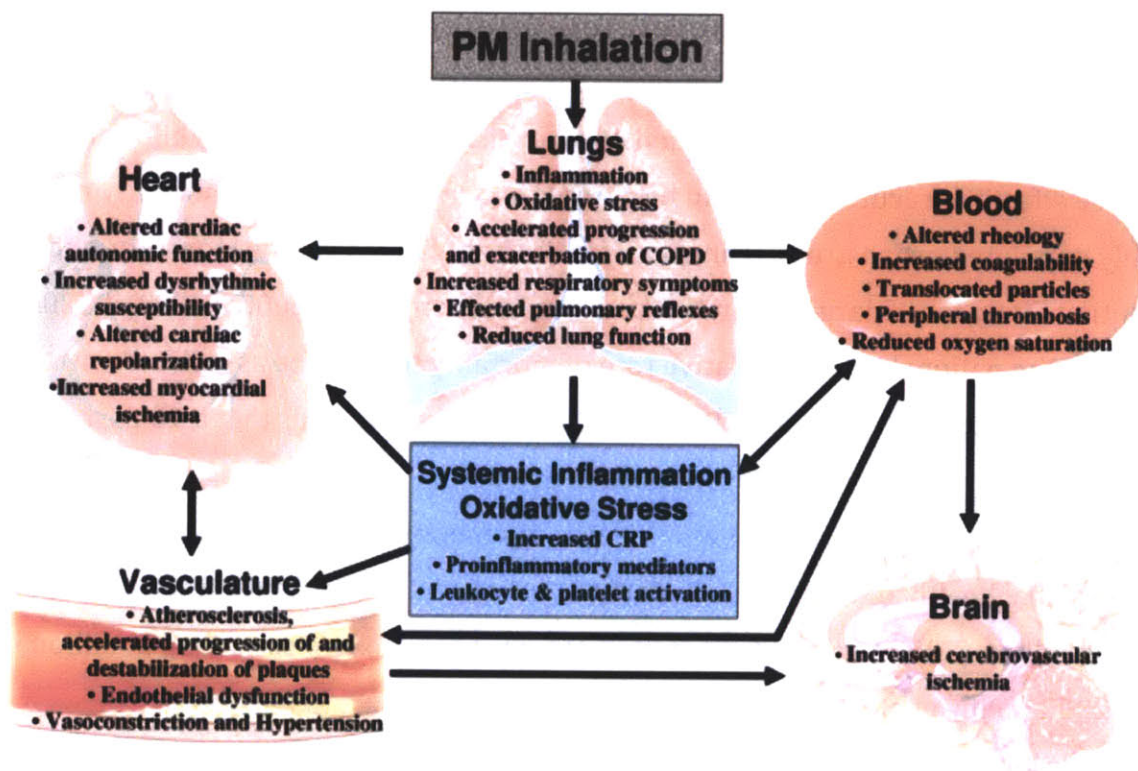 PM Inhalation
Lungs
• Inflammation
• Oxidative stress
• Accelerated progression
and exacerbation of COPD
• Increased respiratory symptoms
• Effected pulmonary reflexes
• Reduced lung function
Heart
• Altered cardiac
autonomic function
• Increased dysrhythmic
susceptibility
• Altered cardiac
repolarization
•Increased myocardial
ischemia
Blood
• Altered rheology
• Increased coagulability
• Translocated particles
• Peripheral thrombosis
• Reduced oxygen saturation
Systemic Inflammation
Oxidative Stress
• Increased CRP
• Proinflammatory mediators
• Leukocyte & platelet activation
Vasculature
• Atherosclerosis,
accelerated progression of and
destabilization of plaques
• Endothelial dysfunction
• Vasoconstriction and Hypertension
Brain
• Increased cerebrovascular
ischemia